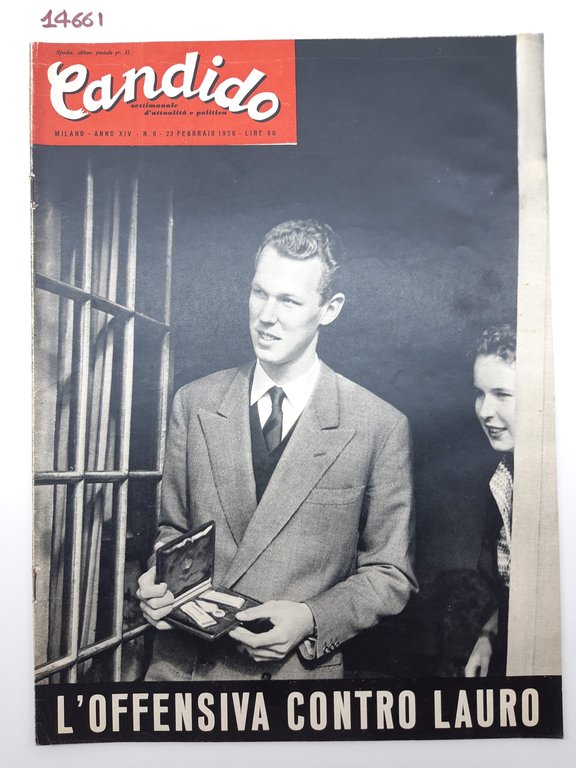 14661
Spediz. abbon. postale gr. II
Candido
settimanale
d'attualità e politica
MILANO - ANNO XIV - N. 8 - 23 FEBBRAIO 1958 - LIRE 60
L'OFFENSIVA CONTRO LAURO